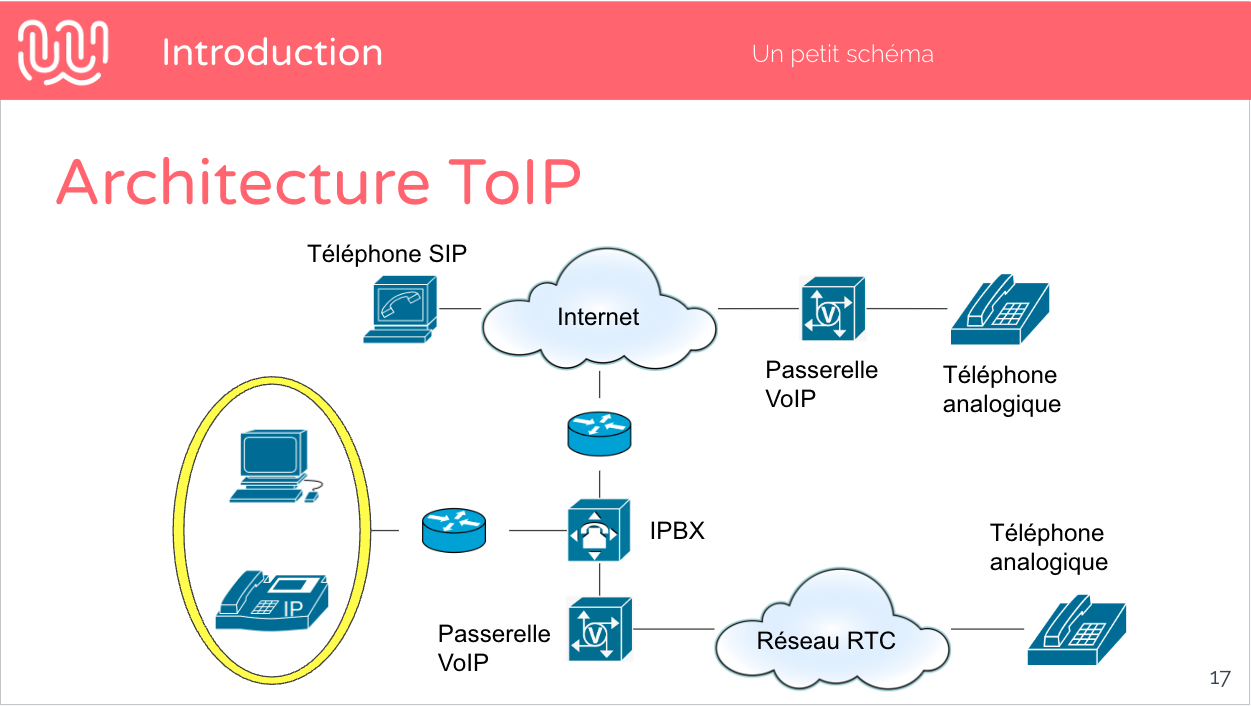 Introduction
Un petit schéma
Architecture ToIP
Téléphone SIP
Internet
Passerelle
VoIP
Téléphone
analogique
V
IPBX
Téléphone
analogique
IP
Passerelle
VoIP
V
Réseau RTC
17